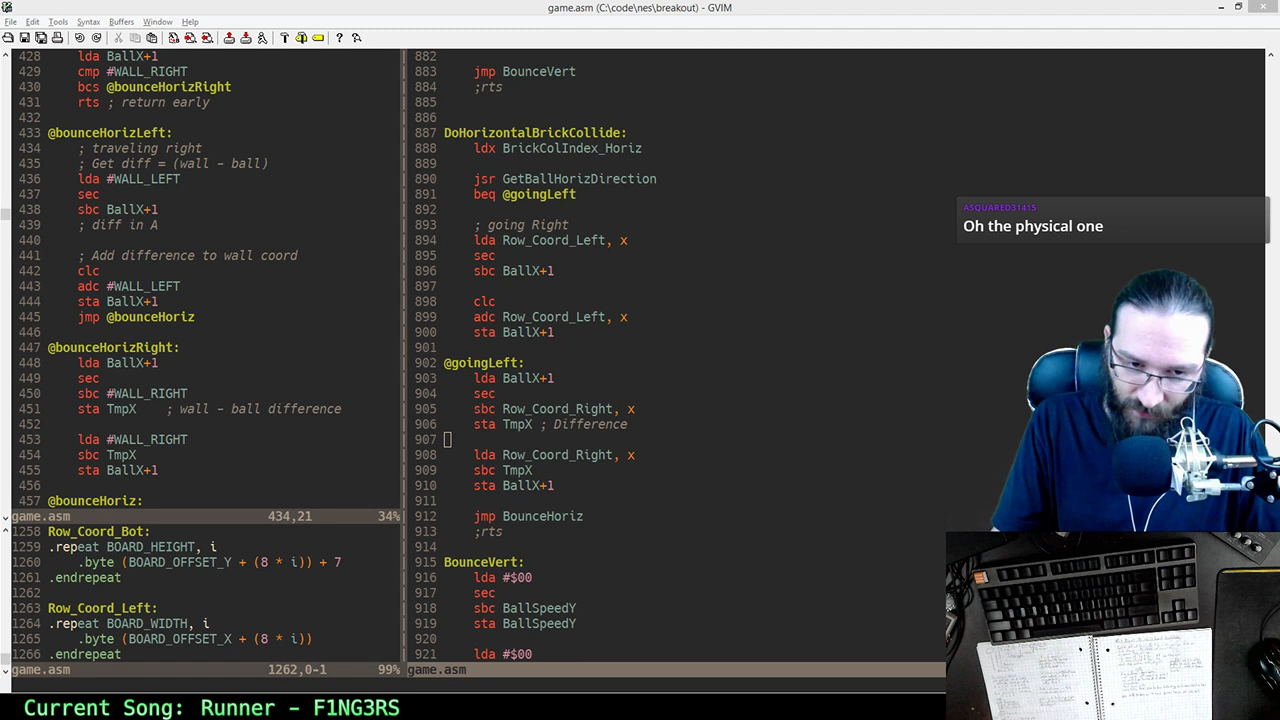 game.asm (C:\code\nes\breakout) - GVIM
File Edit Tools Syntax Buffers Window Help
428 lda BallX+1
429 cmp #WALL_RIGHT
430 bcs @bounceHorizRight
431 rts ; return early
432
433 @bounceHorizLeft:
434 ; traveling right
435 ; Get diff = (wall - ball)
436 lda #WALL_LEFT
437 sec
438 sbc BallX+1
439 ; diff in A
440
441 ; Add difference to wall coord
442 clc
443 adc #WALL_LEFT
444 sta BallX+1
445 jmp @bounceHoriz
446
447 @bounceHorizRight:
448 lda BallX+1
449 sec
450 sbc #WALL_RIGHT
451 sta TmpX ; wall - ball difference
452
453 lda #WALL_RIGHT
454 sbc TmpX
455 sta BallX+1
456
457 @bounceHoriz:
game.asm 434,21 34%
1258 Row_Coord_Bot:
1259 .repeat BOARD_HEIGHT, i
1260 .byte (BOARD_OFFSET_Y + (8 * i)) + 7
1261 .endrepeat
1262
1263 Row_Coord_Left:
1264 .repeat BOARD_WIDTH, i
1265 .byte (BOARD_OFFSET_X + (8 * i))
1266 .endrepeat
game.asm 1262,0-1 99%
882
883 jmp BounceVert
884 ;rts
885
886
887 DoHorizontalBrickCollide:
888 ldx BrickColIndex_Horiz
889
890 jsr GetBallHorizDirection
891 beq @goingLeft
892
893 ; going Right
894 lda Row_Coord_Left, x
895 sec
896 sbc BallX+1
897
898 clc
899 adc Row_Coord_Left, x
900 sta BallX+1
901
902 @goingLeft:
903 lda BallX+1
904 sec
905 sbc Row_Coord_Right, x
906 sta TmpX ; Difference
907
908 lda Row_Coord_Right, x
909 sbc TmpX
910 sta BallX+1
911
912 jmp BounceHoriz
913 ;rts
914
915 BounceVert:
916 lda #$00
917 sec
918 sbc BallSpeedY
919 sta BallSpeedY
920
921 lda #$00
game.asm
ASQUARED31415
Oh the physical one
Current Song: Runner - F1NG3RS